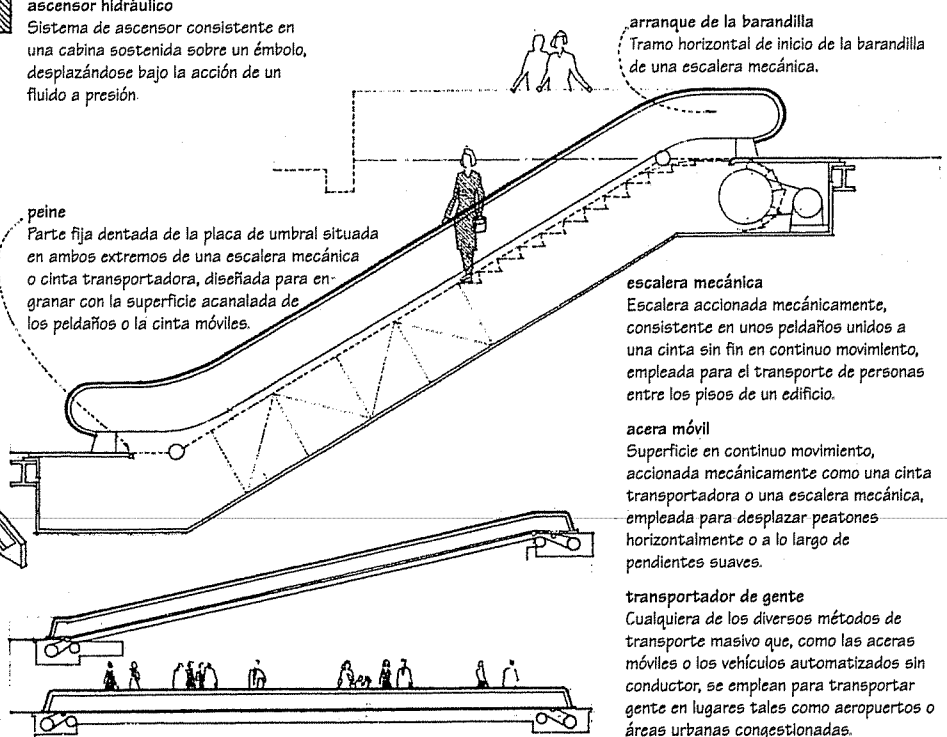 ascensor hidráulico
Sistema de ascensor consistente en
una cabina sostenida sobre un émbolo,
desplazándose bajo la acción de un
fluido a presión.
arranque de la barandilla
Tramo horizontal de inicio de la barandilla
de una escalera mecánica.
peine
Parte fija dentada de la placa de umbral situada
en ambos extremos de una escalera mecánica
o cinta transportadora, diseñada para en-
granar con la superficie acanalada de
los peldaños o la cinta móviles.
escalera mecánica
Escalera accionada mecánicamente,
consistente en unos peldaños unidos a
una cinta sin fin en continuo movimiento,
empleada para el transporte de personas
entre los pisos de un edificio.
acera móvil
Superficie en continuo movimiento,
accionada mecánicamente como una cinta
transportadora o una escalera mecánica,
empleada para desplazar peatones
horizontalmente o a lo largo de
pendientes suaves.
transportador de gente
Cualquiera de los diversos métodos de
transporte masivo que, como las aceras
móviles o los vehículos automatizados sin
conductor, se emplean para transportar
gente en lugares tales como aeropuertos o
áreas urbanas congestionadas.